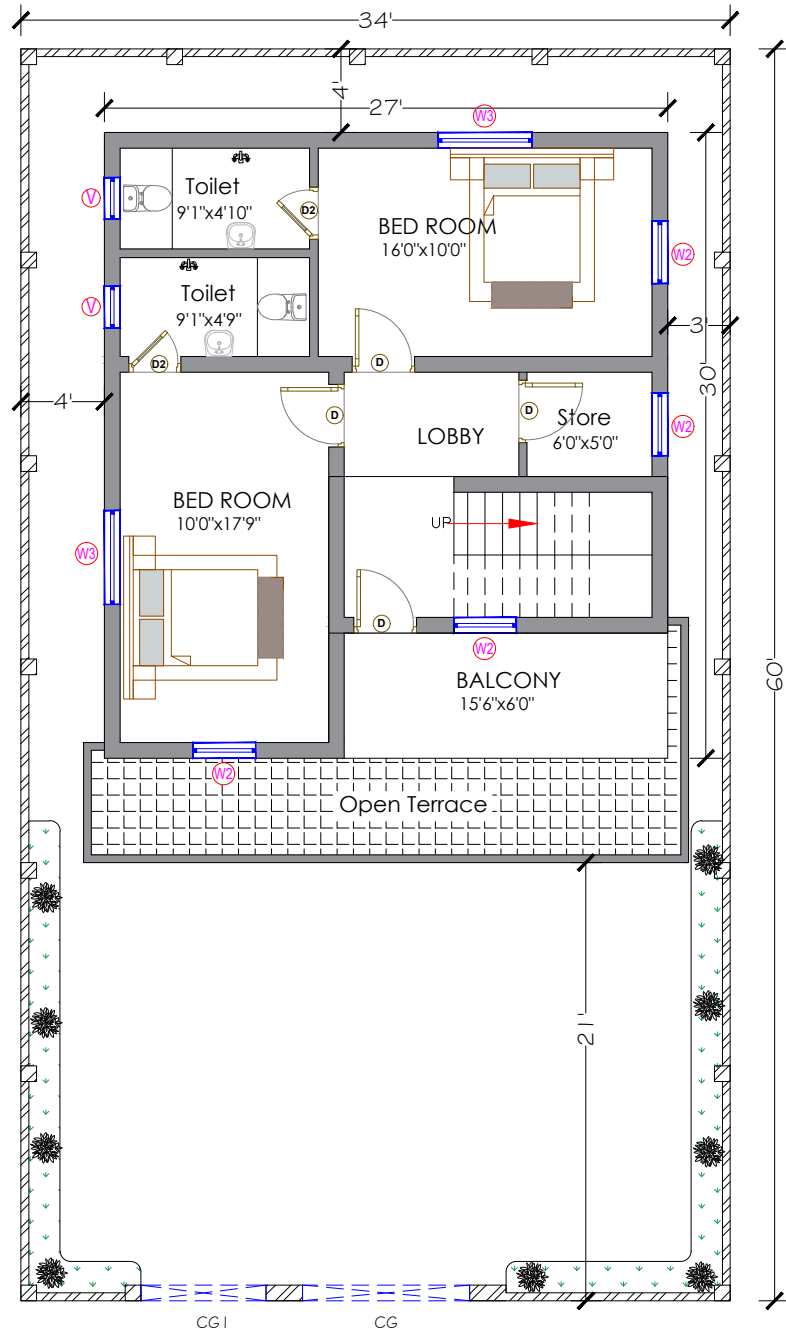 34'
4'
27'
W3
Toilet
9'1"x4'10"
V
D2
BED ROOM
16'0"x10'0"
W2
Toilet
9'1"x4'9"
V
3'
D2
D
30'
4'
D
LOBBY
D
Store
6'0"x5'0"
W2
BED ROOM
10'0"x17'9"
UP
W3
D
W2
BALCONY
15'6"x6'0"
60'
W2
Open Terrace
21'
CG1
CG